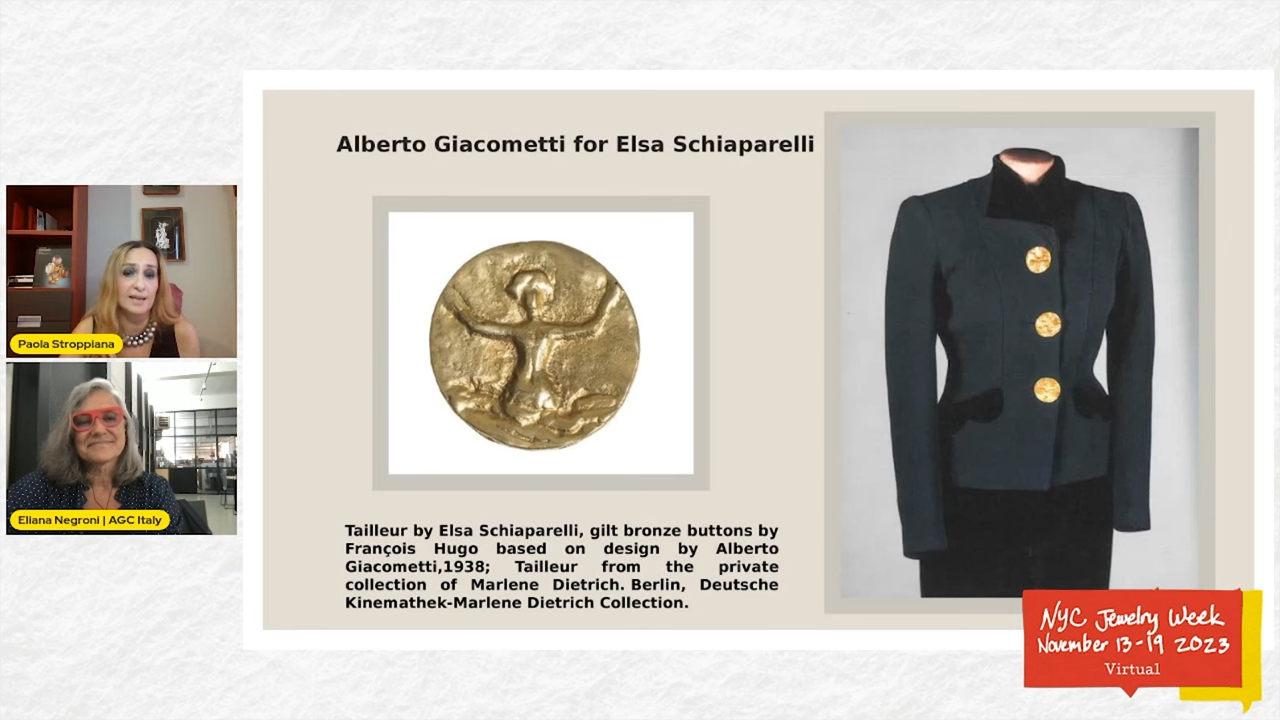 Alberto Giacometti for Elsa Schiaparelli
Paola Stroppiana
Eliana Negroni | AGC Italy
Tailleur by Elsa Schiaparelli, gilt bronze buttons by
François Hugo based on design by Alberto
Giacometti,1938; Tailleur from the private
collection of Marlene Dietrich. Berlin, Deutsche
Kinemathek-Marlene Dietrich Collection.
NYC Jewelry Week
November 13-19 2023
Virtual